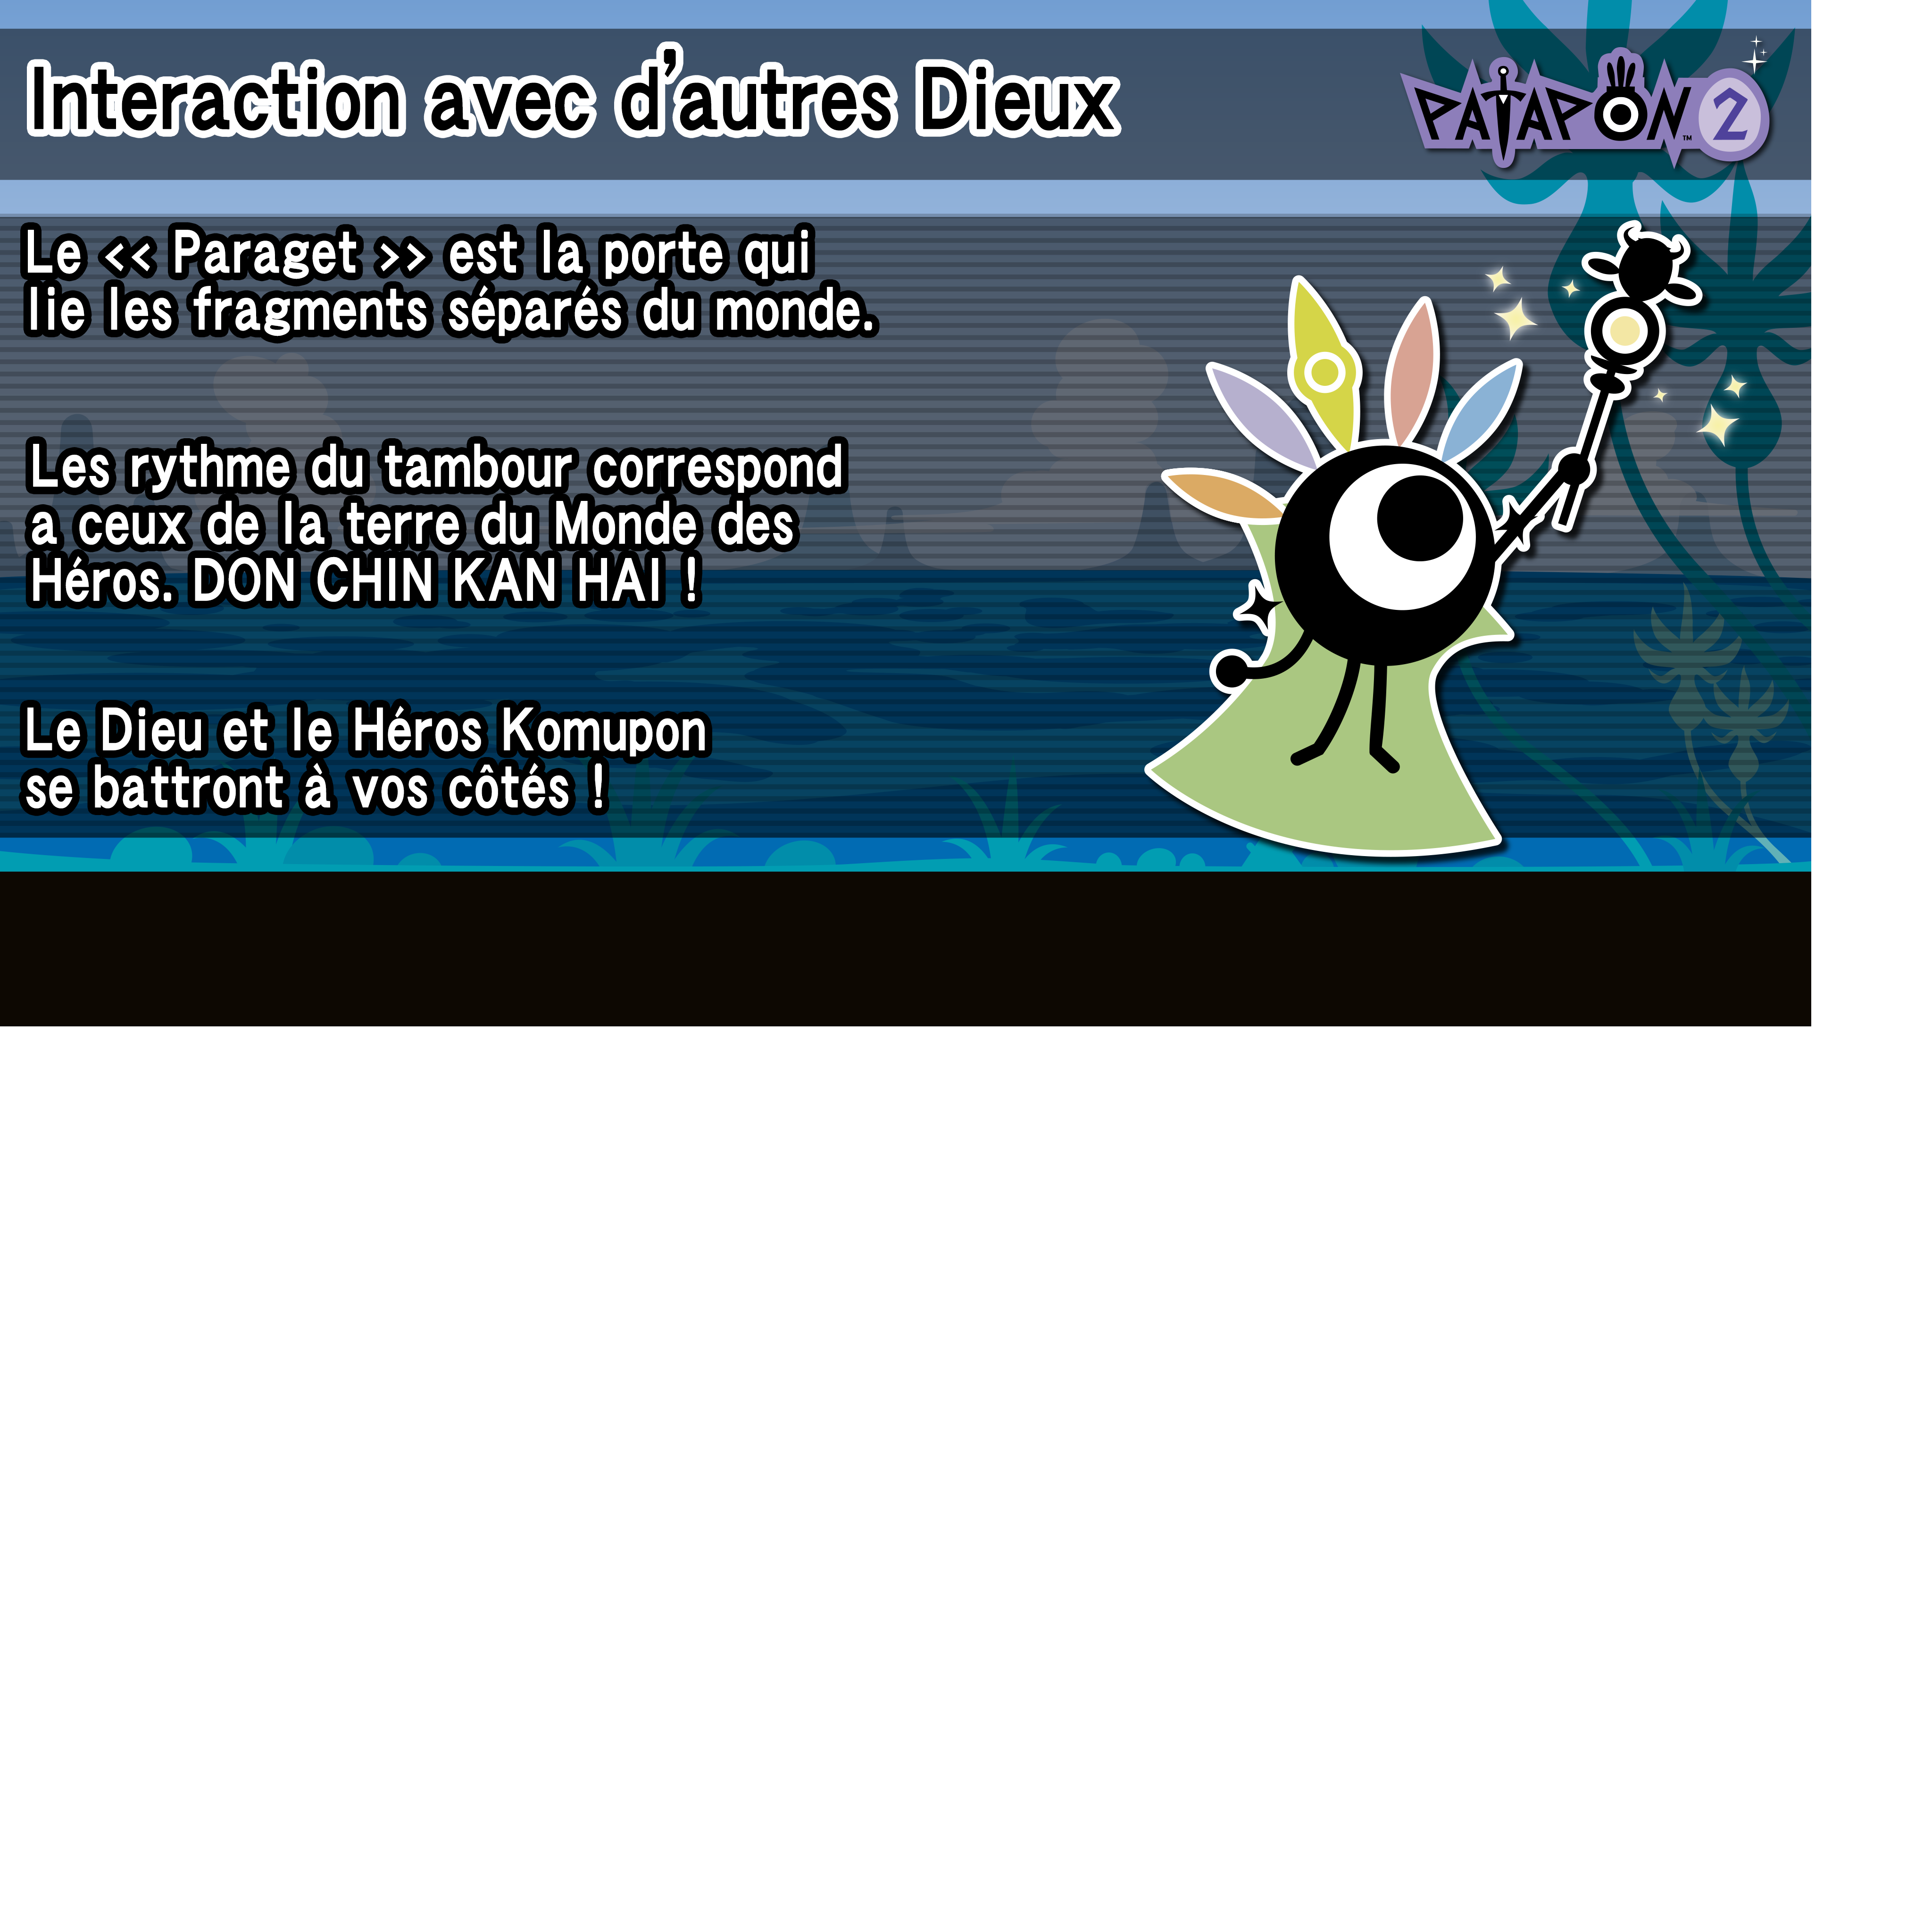 Interaction avec d'autres Dieux
PATAPON 2
TM
Le << Paraget >> est la porte qui
lie les fragments séparés du monde.
Les rythme du tambour correspond
a ceux de la terre du Monde des
Héros. DON CHIN KAN HAI !
Le Dieu et le Héros Komupon
se battront à vos côtés !